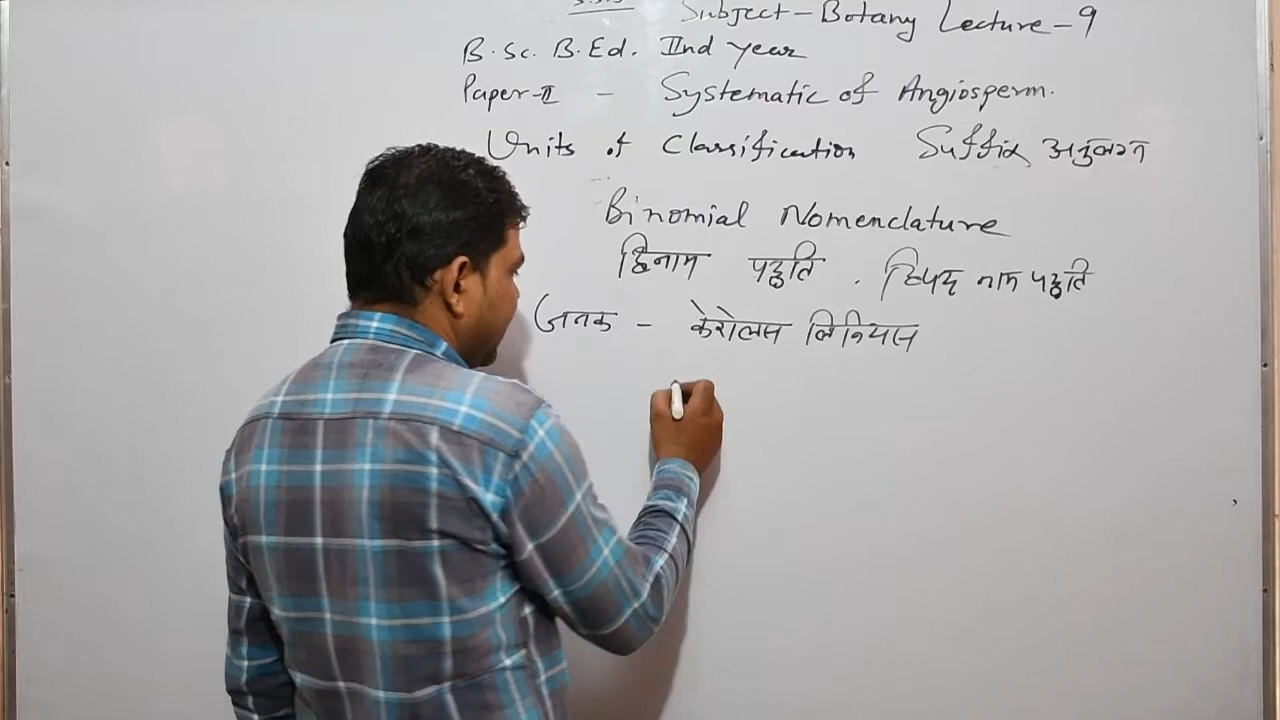 Subject - Botany Lecture - 9
B.Sc. B.Ed. IInd year
Paper-II - Systematic of Angiosperm.
Units of Classification Suffix अनुलग्न
Binomial Nomenclature
द्विनाम पद्धति . द्विपद नाम पद्धति
जनक - केरोलस लिनियस